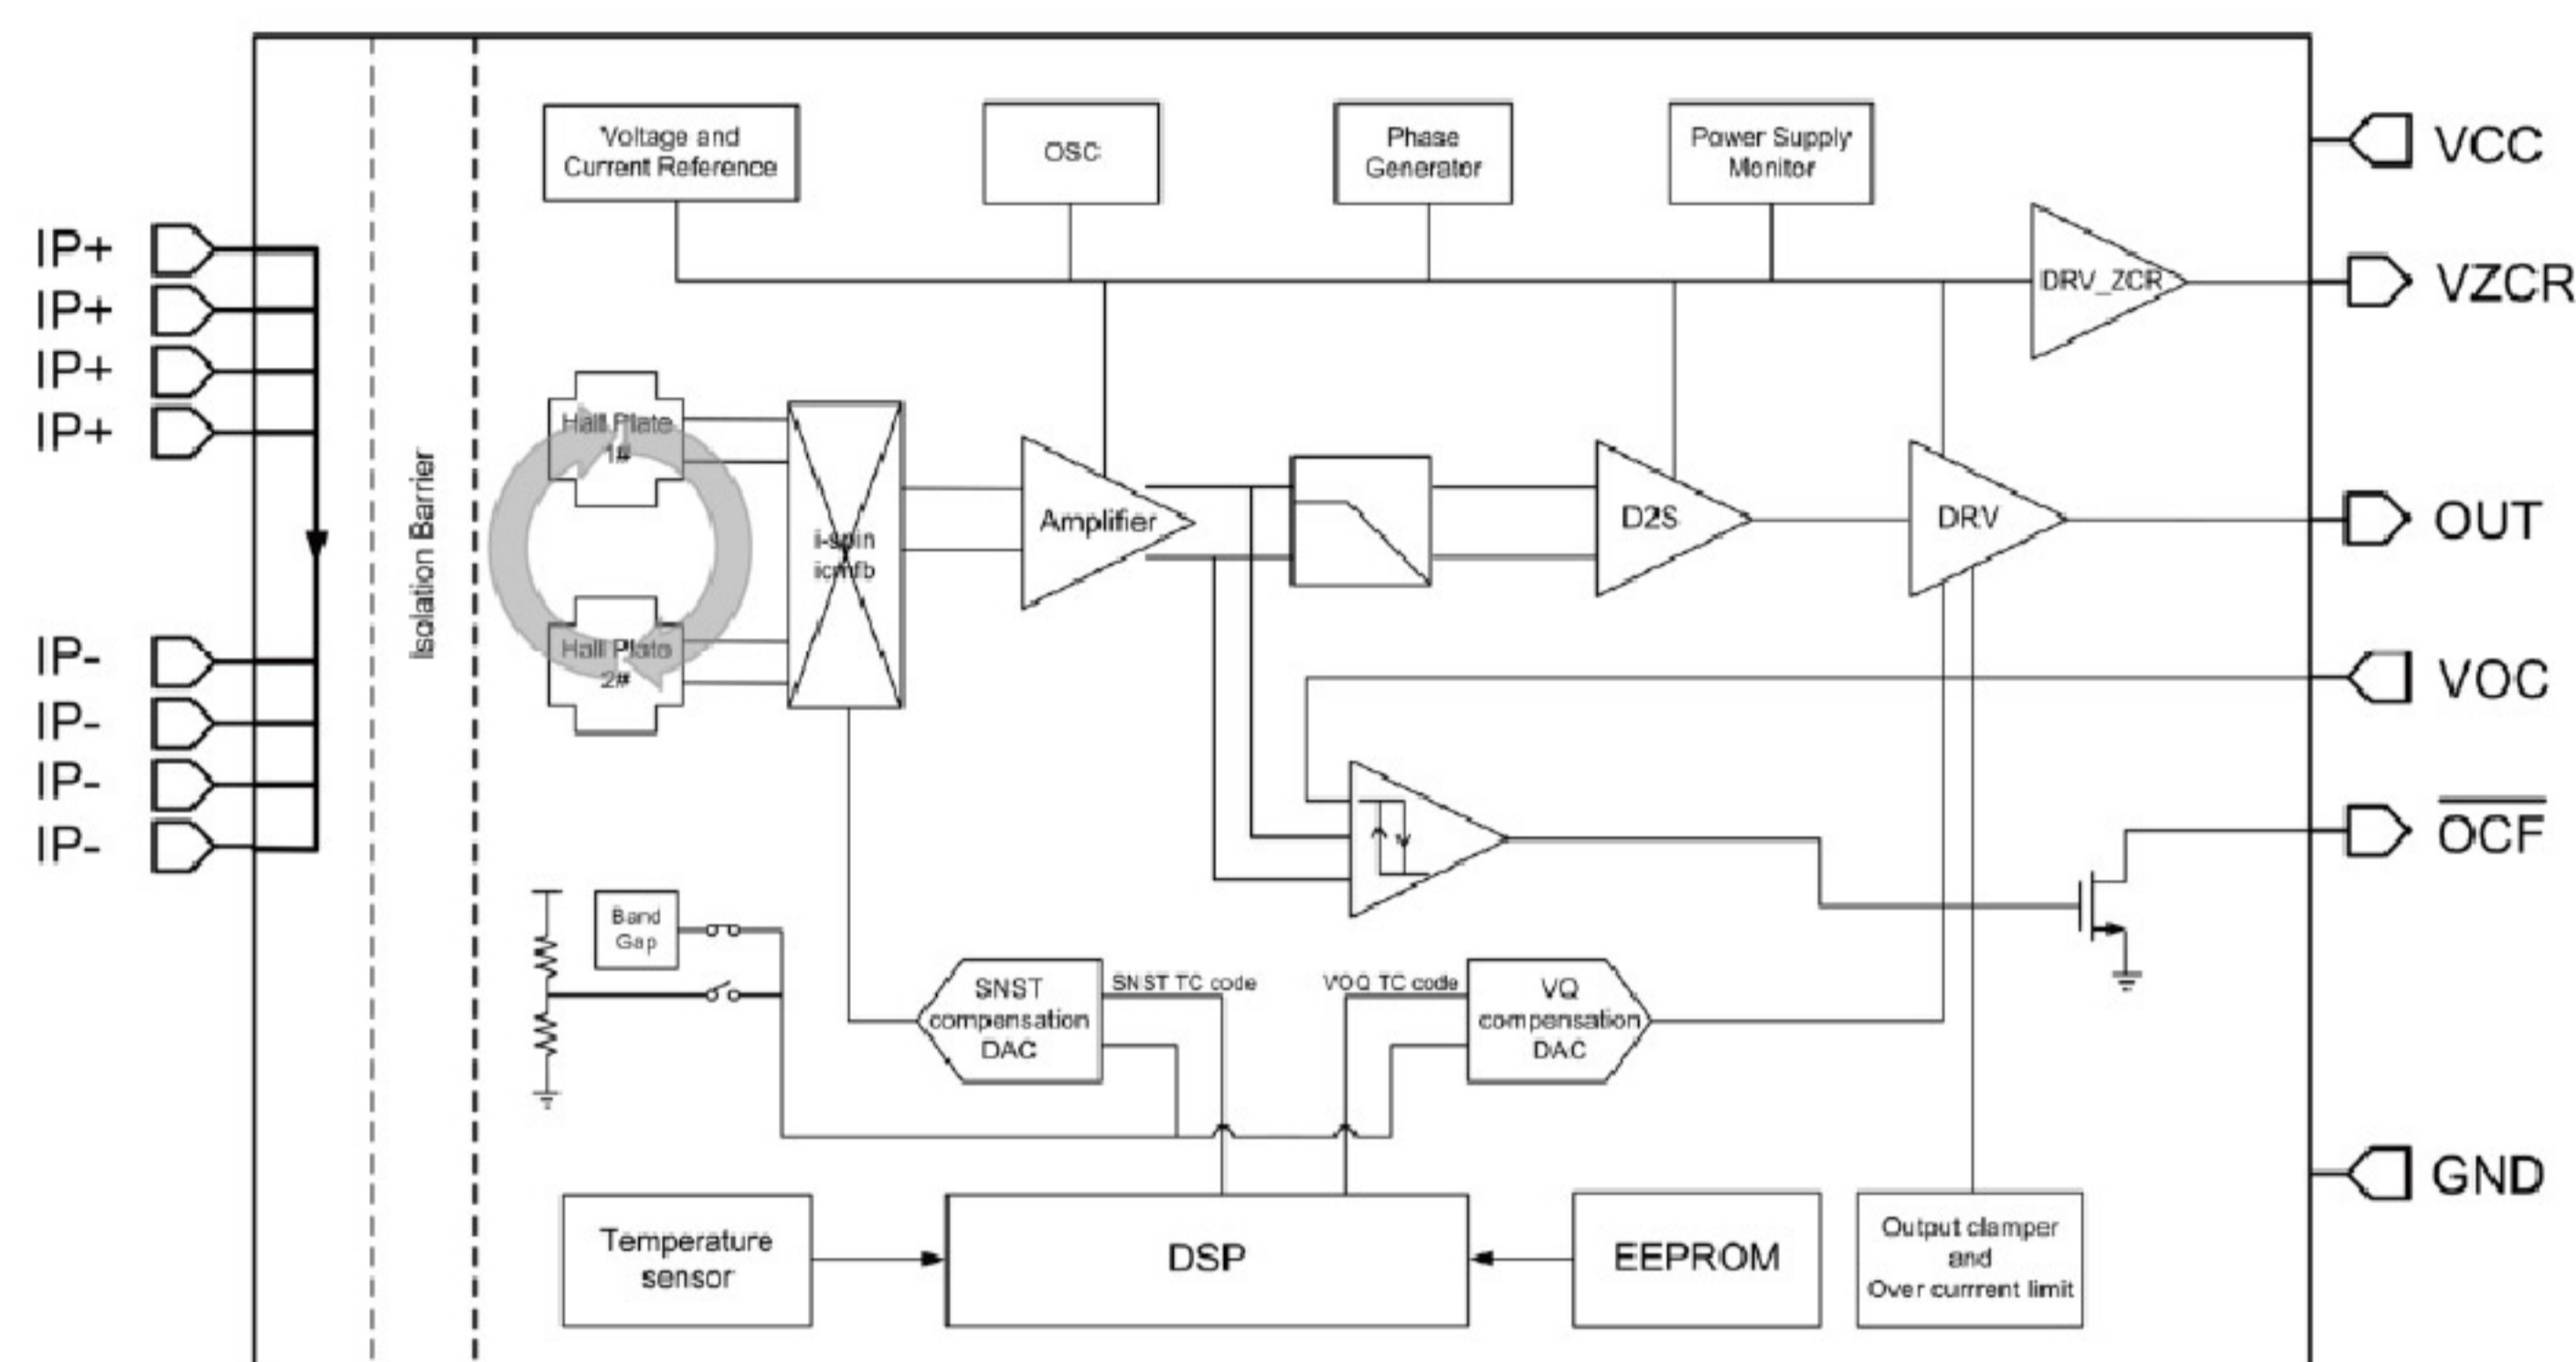 Voltage and
Current Reference
OSC
Phase
Generator
Power Supply
Monitor
VCC
IP+
IP+
IP+
IP+
DRV_ZCR
VZCR
Isolation Barrier
Hall Plate
1#
i-spin
icmfb
Amplifier
D2S
DRV
OUT
Hall Plate
2#
IP-
IP-
IP-
IP-
VOC
OCF
Band
Gap
SNST
compensation
DAC
SNST TC code
VOQ TC code
VQ
compensation
DAC
GND
Temperature
sensor
DSP
EEPROM
Output clamper
and
Over currrent limit